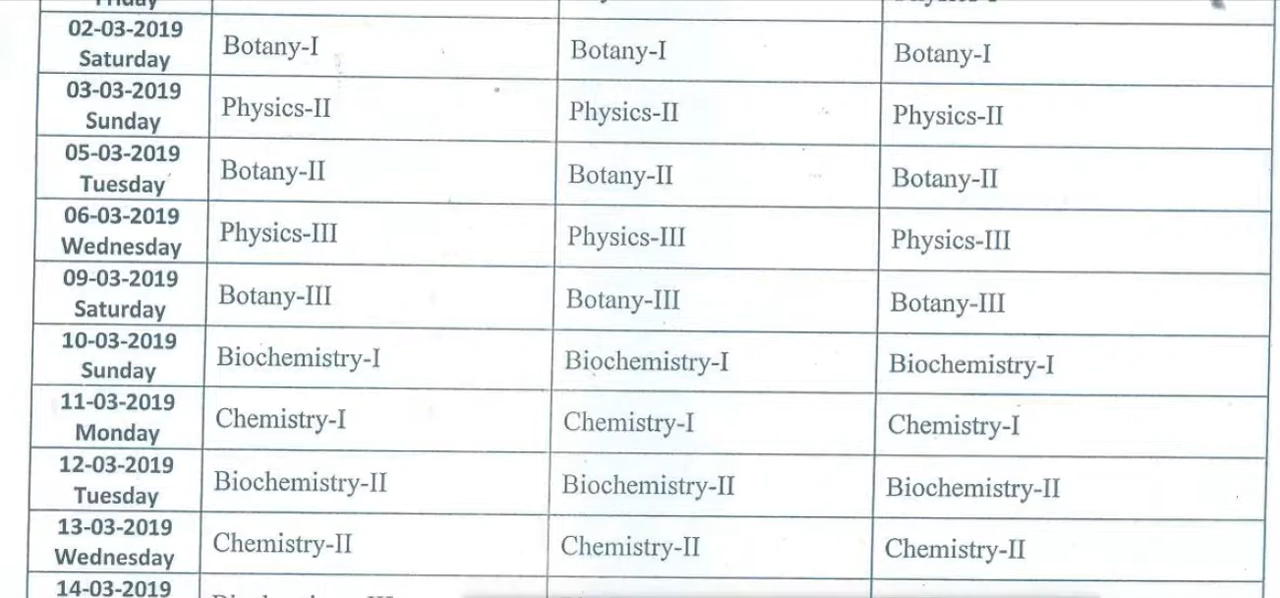 02-03-2019
Saturday
Botany-I
Botany-I
Botany-I
03-03-2019
Sunday
Physics-II
Physics-II
Physics-II
05-03-2019
Tuesday
Botany-II
Botany-II
Botany-II
06-03-2019
Wednesday
Physics-III
Physics-III
Physics-III
09-03-2019
Saturday
Botany-III
Botany-III
Botany-III
10-03-2019
Sunday
Biochemistry-I
Biochemistry-I
Biochemistry-I
11-03-2019
Monday
Chemistry-I
Chemistry-I
Chemistry-I
12-03-2019
Tuesday
Biochemistry-II
Biochemistry-II
Biochemistry-II
13-03-2019
Wednesday
Chemistry-II
Chemistry-II
Chemistry-II
14-03-2019